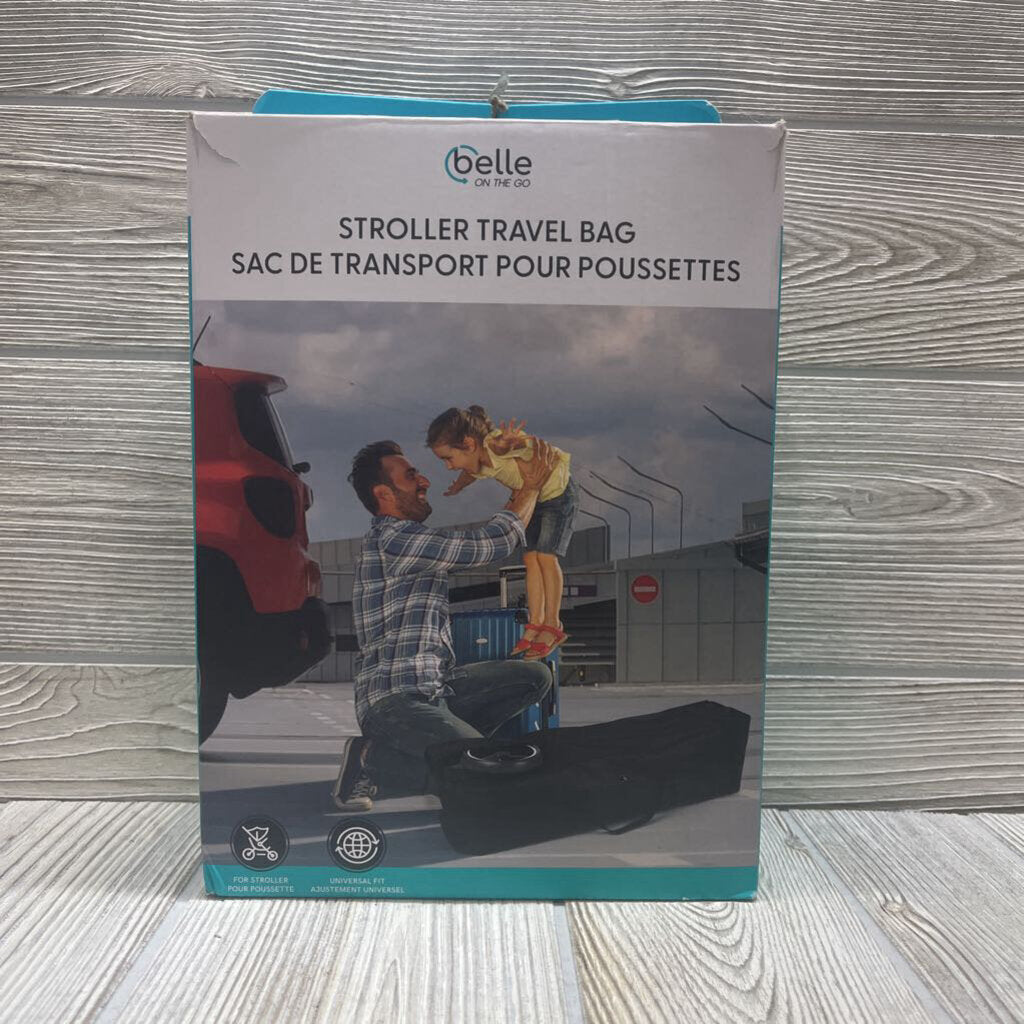 belle
ON THE GO
STROLLER TRAVEL BAG
SAC DE TRANSPORT POUR POUSSETTES
FOR STROLLER
POUR POUSSETTE
UNIVERSAL FIT
AJUSTEMENT UNIVERSEL